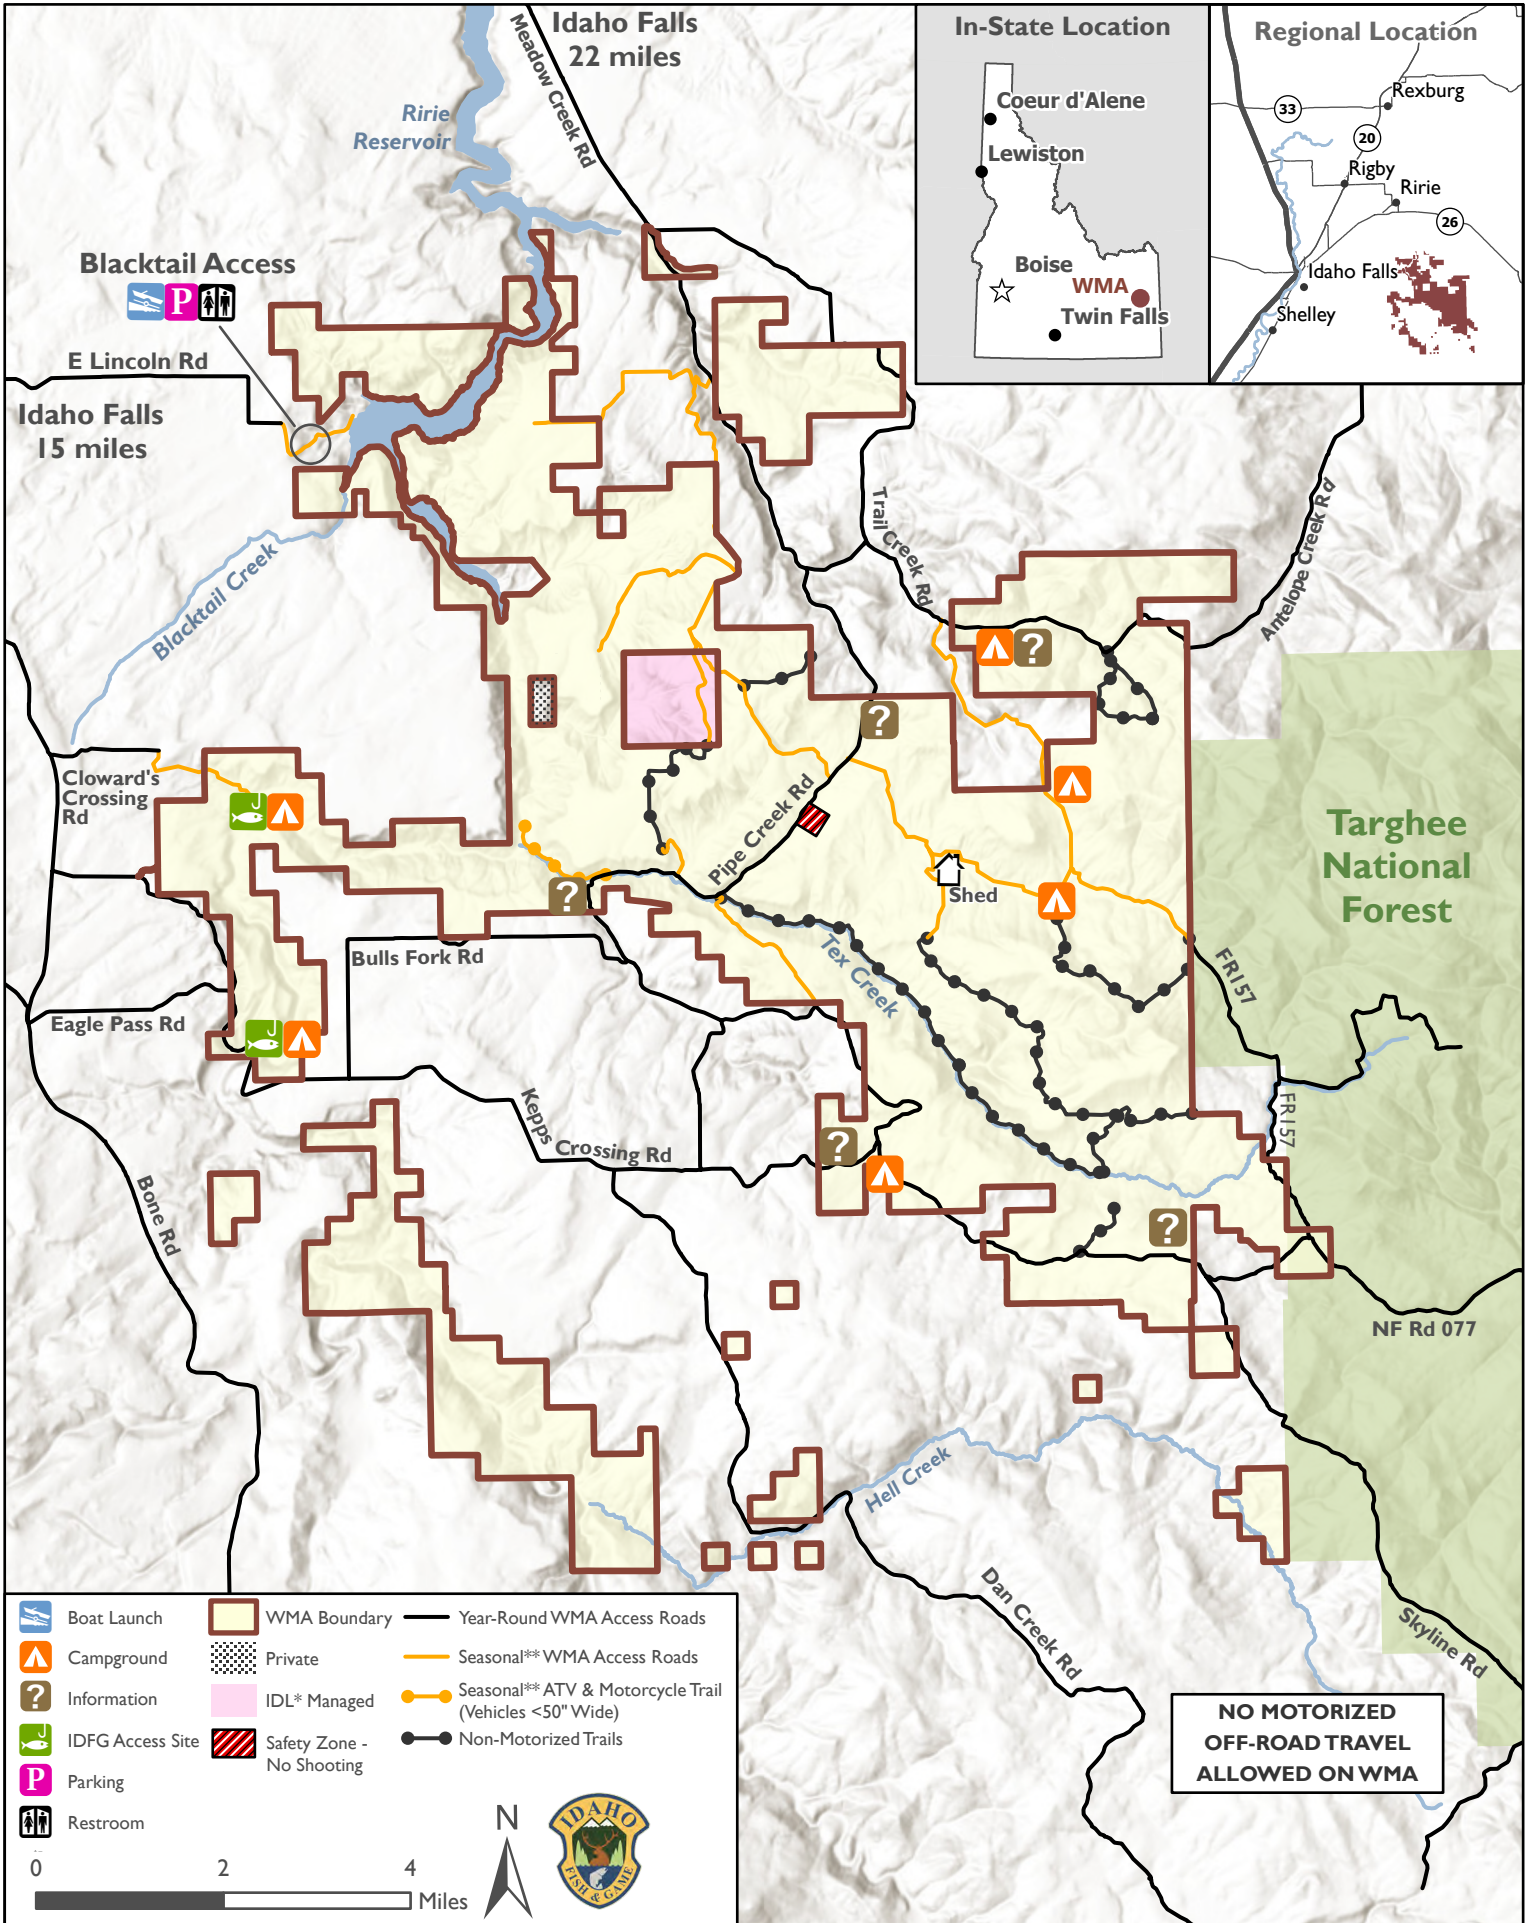 Idaho Falls
22 miles
Meadow Creek Rd
Ririe
Reservoir
In-State Location
Coeur d'Alene
Lewiston
Boise
WMA
Twin Falls
Regional Location
Rexburg
33
20
Rigby
Ririe
26
Idaho Falls
Shelley
Blacktail Access
P
E Lincoln Rd
Idaho Falls
15 miles
Trail Creek Rd
Antelope Creek Rd
Blacktail Creek
?
?
Cloward's
Crossing
Rd
Pipe Creek Rd
Targhee
National
Forest
Shed
?
Bulls Fork Rd
Tex Creek
FR157
Eagle Pass Rd
Kepps Crossing Rd
FR157
?
Bone Rd
?
NF Rd 077
Hell Creek
Dan Creek Rd
Skyline Rd
NO MOTORIZED
OFF-ROAD TRAVEL
ALLOWED ON WMA
Boat Launch
Campground
? Information
IDFG Access Site
P Parking
Restroom
WMA Boundary
Private
IDL* Managed
Safety Zone -
No Shooting
Year-Round WMA Access Roads
Seasonal** WMA Access Roads
Seasonal** ATV & Motorcycle Trail
(Vehicles <50" Wide)
Non-Motorized Trails
0 2 4
Miles
N
IDAHO
FISH & GAME